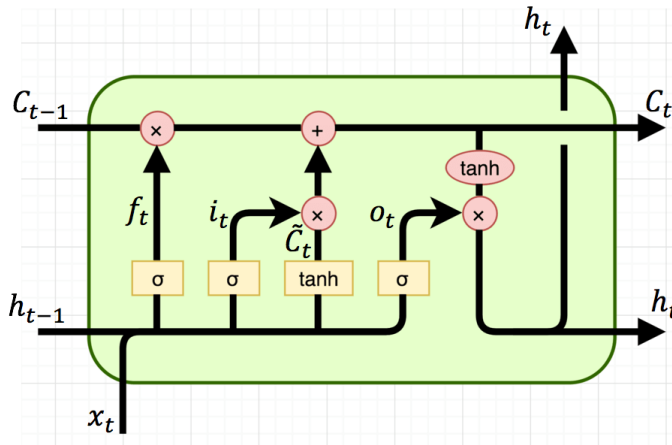 h_t
C_{t-1}
C_t
×
+
tanh
f_t
i_t
×
o_t
×
C̃_t
σ
σ
tanh
σ
h_{t-1}
h_t
x_t